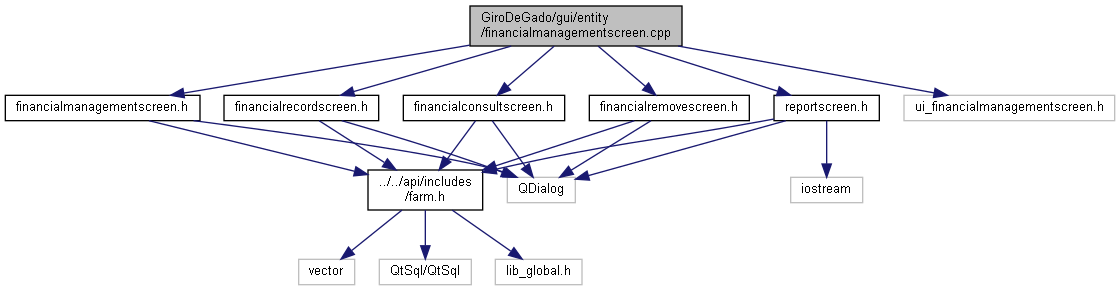 GiroDeGado/gui/entity
/financialmanagementscreen.cpp
financialmanagementscreen.h
financialrecordscreen.h
financialconsultscreen.h
financialremovescreen.h
reportscreen.h
ui_financialmanagementscreen.h
../../api/includes
/farm.h
QDialog
iostream
vector
QtSql/QtSql
lib_global.h